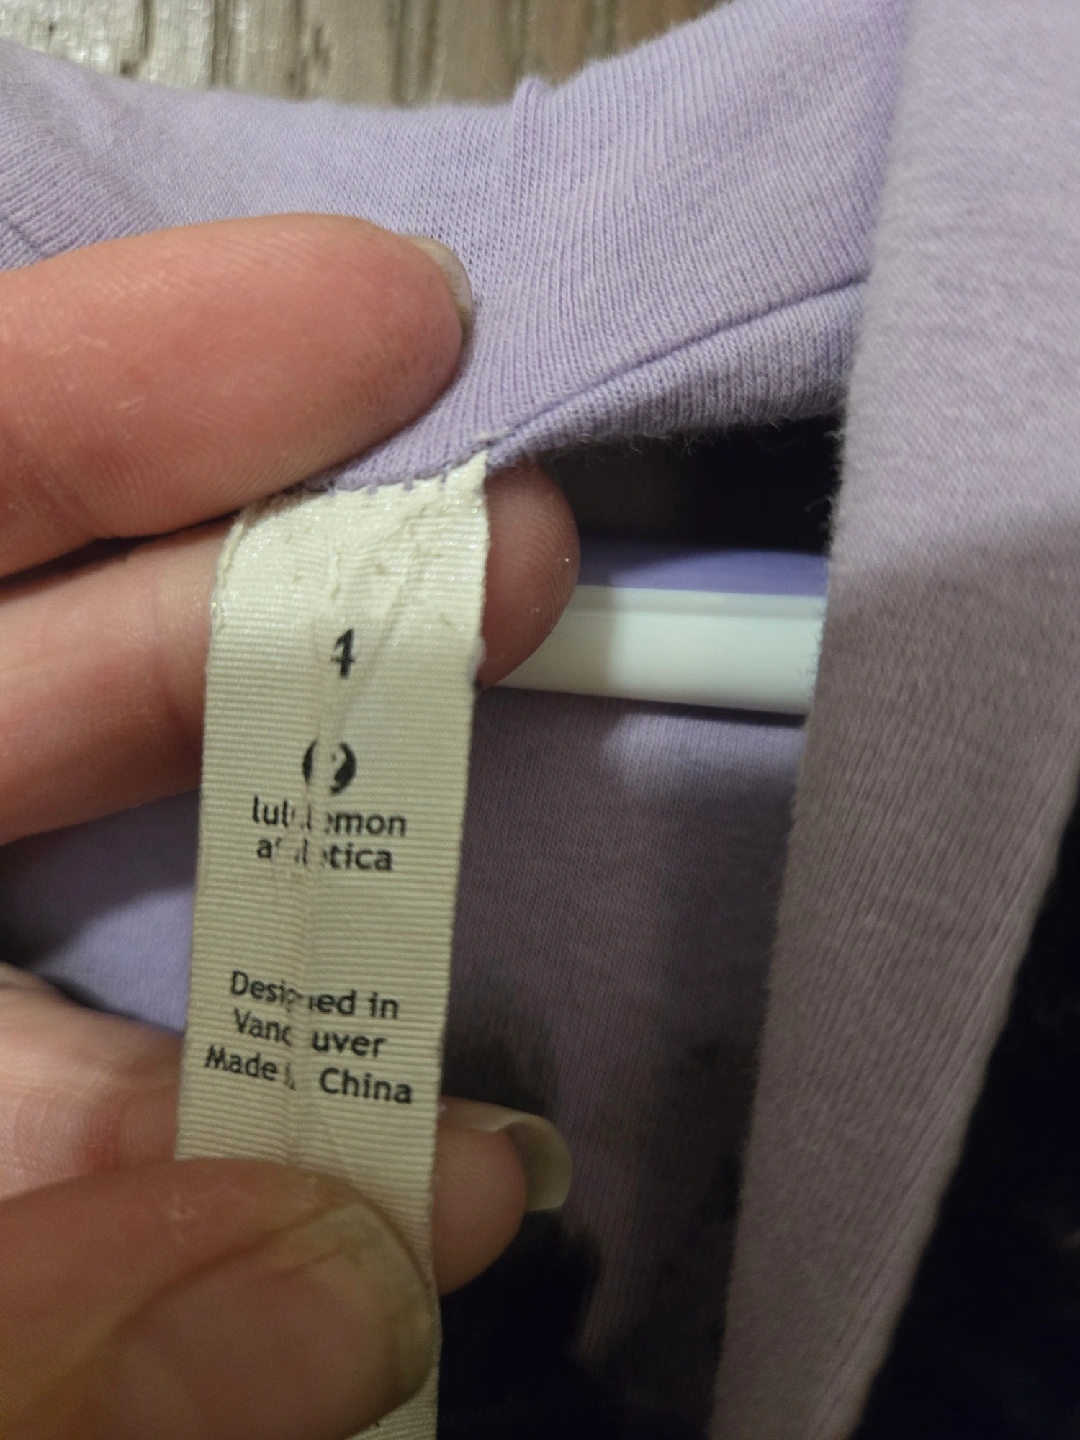 4
lululemon
athletica
Designed in
Vancouver
Made in China